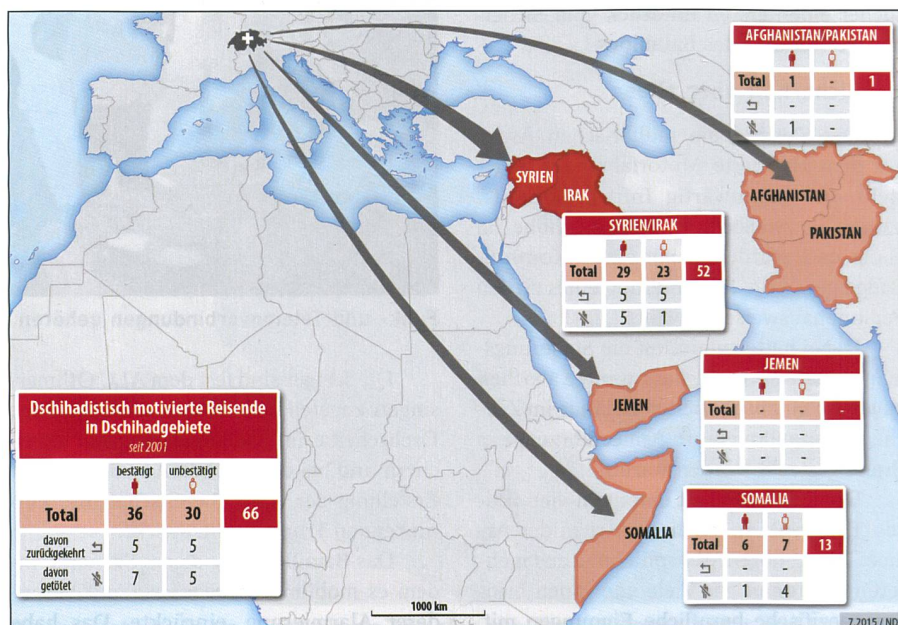 AFGHANISTAN/PAKISTAN
Total 1 - 1
- -
1 -
SYRIEN
IRAK
AFGHANISTAN
PAKISTAN
SYRIEN/IRAK
Total 29 23 52
5 5
5 1
JEMEN
JEMEN
Total - - -
- -
- -
Dschihadistisch motivierte Reisende
in Dschihadgebiete
seit 2001
bestätigt unbestätigt
Total 36 30 66
davon
zurückgekehrt 5 5
davon
getötet 7 5
SOMALIA
SOMALIA
Total 6 7 13
- -
1 4
1000 km
7.2015 / ND